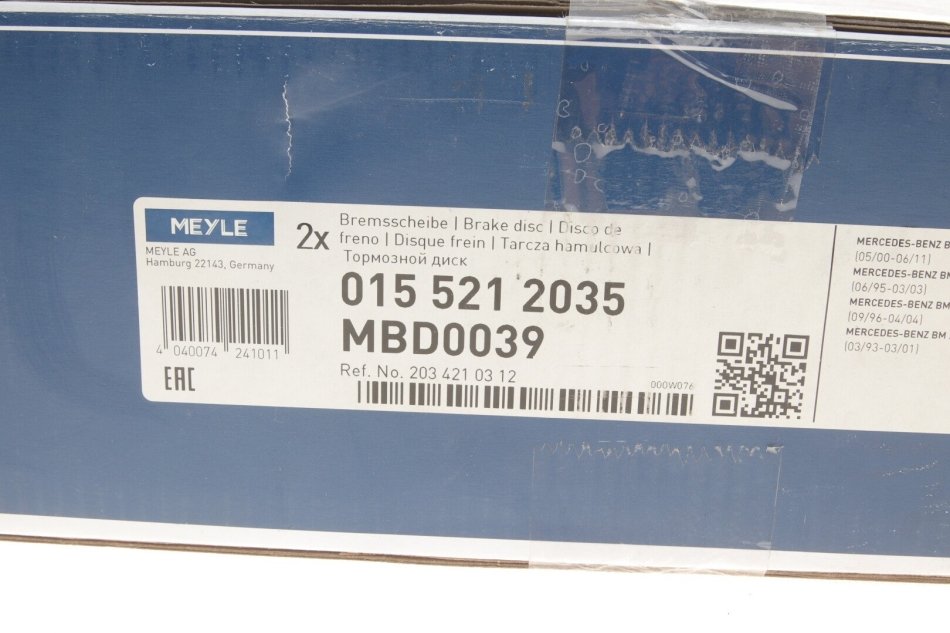 MEYLE
MEYLE AG
Hamburg 22143, Germany
4 040074 241011
EAC
2x
Bremsscheibe | Brake disc | Disco de
freno | Disque frein | Tarcza hamulcowa |
Тормозной диск
015 521 2035
MBD0039
Ref. No. 203 421 03 12
000W076
MERCEDES-BENZ BM
(05/00-06/11)
MERCEDES-BENZ BM
(06/95-03/03)
MERCEDES-BENZ BM
(09/96-04/04)
MERCEDES-BENZ BM
(03/93-03/01)